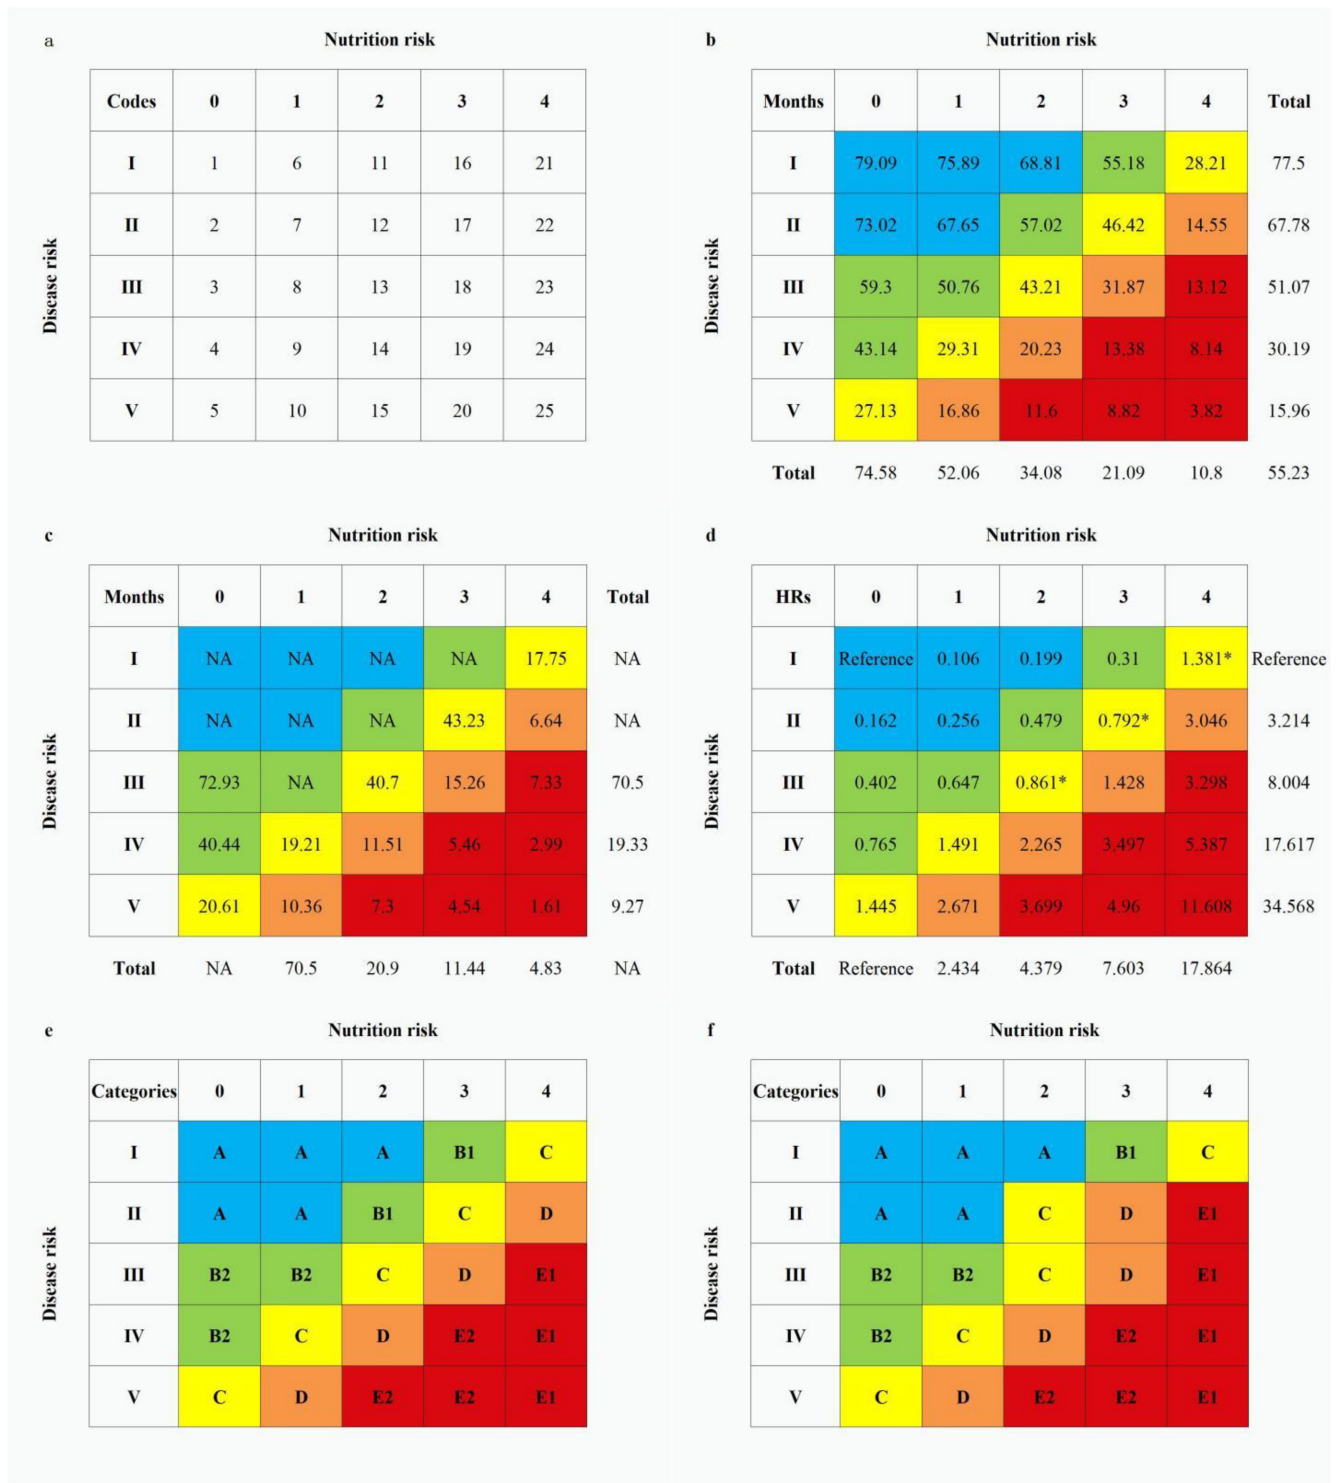 a
Nutrition risk
Codes 0 1 2 3 4
I 1 6 11 16 21
II 2 7 12 17 22
III 3 8 13 18 23
IV 4 9 14 19 24
V 5 10 15 20 25
Disease risk
b
Nutrition risk
Months 0 1 2 3 4 Total
I 79.09 75.89 68.81 55.18 28.21 77.5
II 73.02 67.65 57.02 46.42 14.55 67.78
III 59.3 50.76 43.21 31.87 13.12 51.07
IV 43.14 29.31 20.23 13.38 8.14 30.19
V 27.13 16.86 11.6 8.82 3.82 15.96
Total 74.58 52.06 34.08 21.09 10.8 55.23
Disease risk
c
Nutrition risk
Months 0 1 2 3 4 Total
I NA NA NA NA 17.75 NA
II NA NA NA 43.23 6.64 NA
III 72.93 NA 40.7 15.26 7.33 70.5
IV 40.44 19.21 11.51 5.46 2.99 19.33
V 20.61 10.36 7.3 4.54 1.61 9.27
Total NA 70.5 20.9 11.44 4.83 NA
Disease risk
d
Nutrition risk
HRs 0 1 2 3 4
I Reference 0.106 0.199 0.31 1.381* Reference
II 0.162 0.256 0.479 0.792* 3.046 3.214
III 0.402 0.647 0.861* 1.428 3.298 8.004
IV 0.765 1.491 2.265 3.497 5.387 17.617
V 1.445 2.671 3.699 4.96 11.608 34.568
Total Reference 2.434 4.379 7.603 17.864
Disease risk
e
Nutrition risk
Categories 0 1 2 3 4
I A A A B1 C
II A A B1 C D
III B2 B2 C D E1
IV B2 C D E2 E1
V C D E2 E2 E1
Disease risk
f
Nutrition risk
Categories 0 1 2 3 4
I A A A B1 C
II A A C D E1
III B2 B2 C D E1
IV B2 C D E2 E1
V C D E2 E2 E1
Disease risk